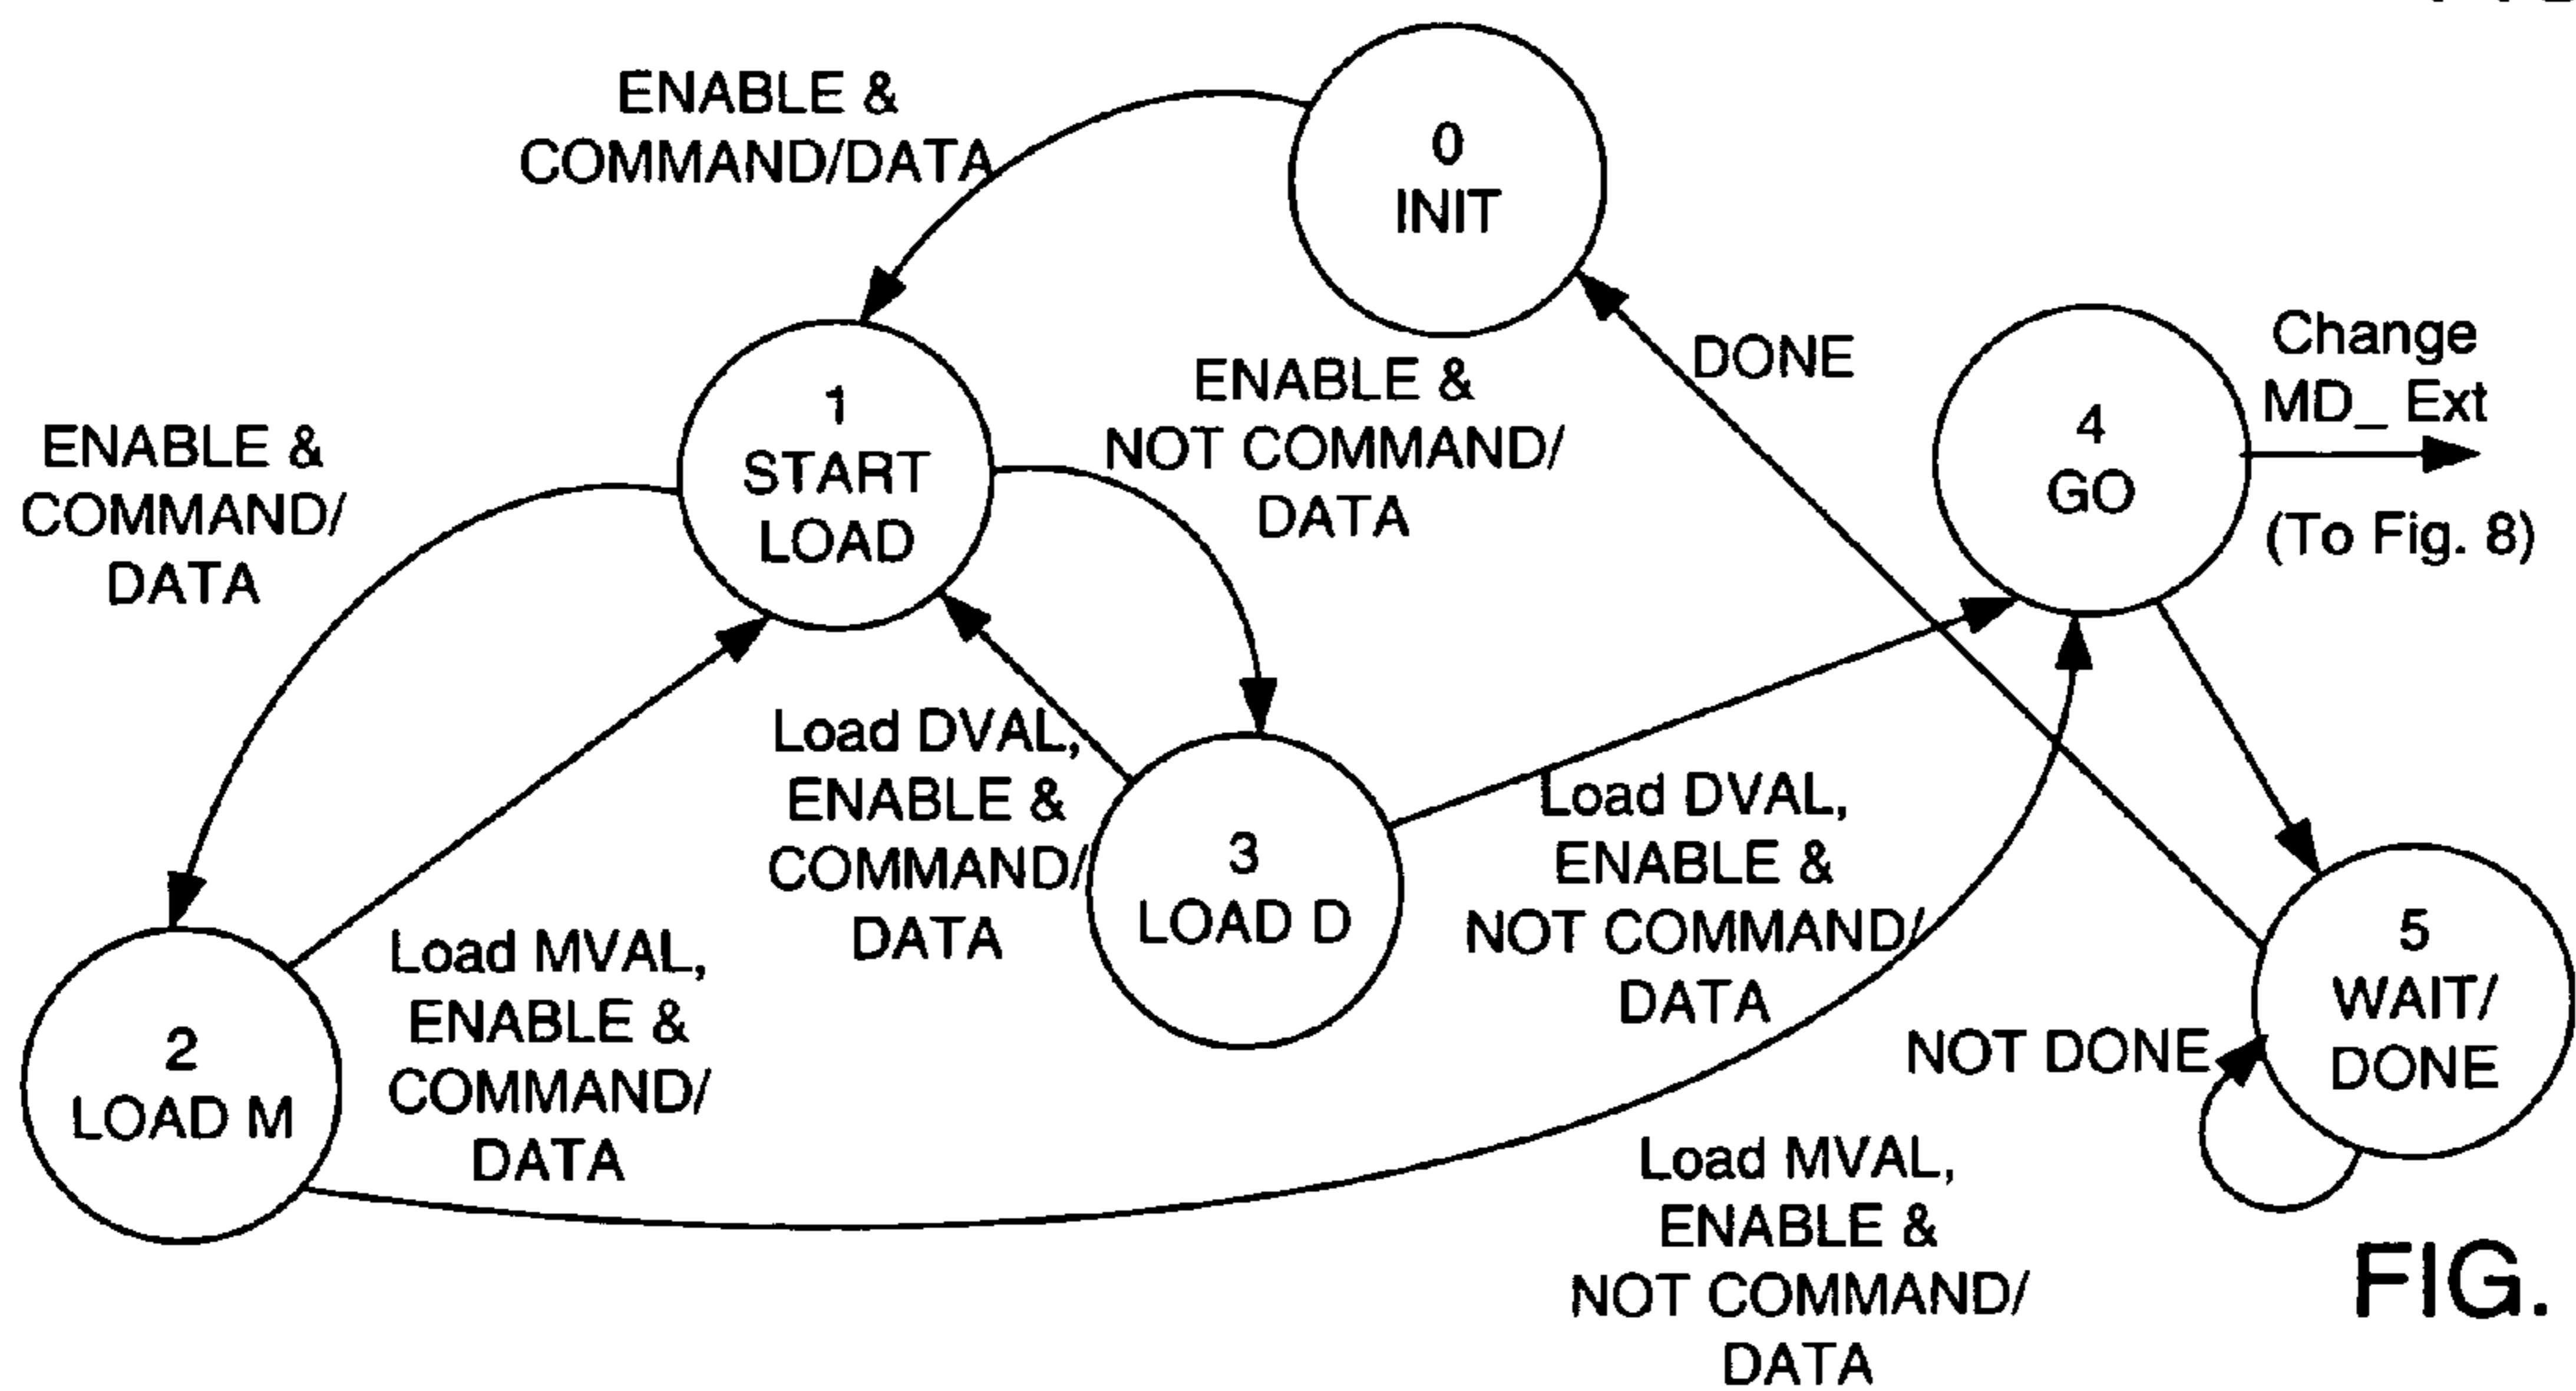 ENABLE &
COMMAND/DATA
0
INIT
1
START
LOAD
ENABLE &
NOT COMMAND/
DATA
DONE
4
GO
Change
MD_ Ext
(To Fig. 8)
ENABLE &
COMMAND/
DATA
Load DVAL,
ENABLE &
COMMAND/
DATA
3
LOAD D
Load DVAL,
ENABLE &
NOT COMMAND/
DATA
5
WAIT/
DONE
NOT DONE
2
LOAD M
Load MVAL,
ENABLE &
COMMAND/
DATA
Load MVAL,
ENABLE &
NOT COMMAND/
DATA
FIG.